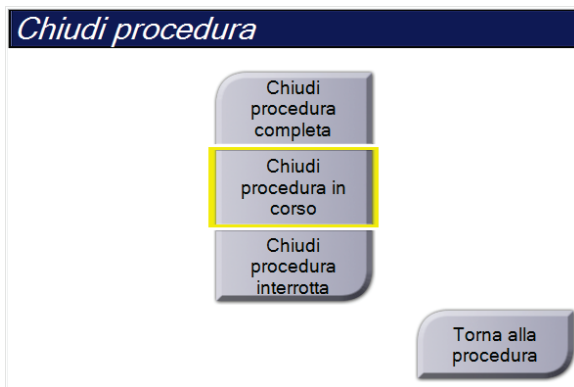 Chiudi procedura
Chiudi
procedura
completa
Chiudi
procedura in
corso
Chiudi
procedura
interrotta
Torna alla
procedura